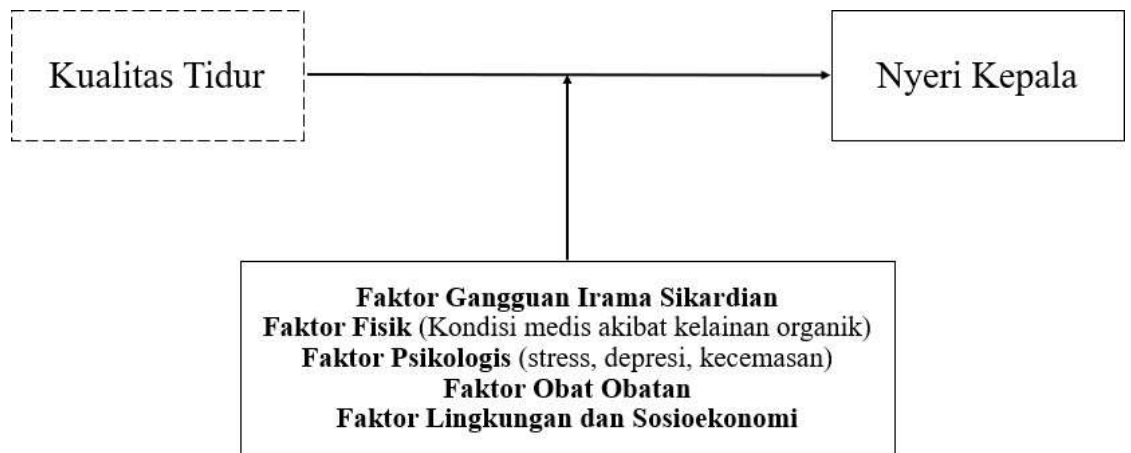 Kualitas Tidur
Nyeri Kepala
Faktor Gangguan Irama Sikardian
Faktor Fisik (Kondisi medis akibat kelainan organik)
Faktor Psikologis (stress, depresi, kecemasan)
Faktor Obat Obatan
Faktor Lingkungan dan Sosioekonomi